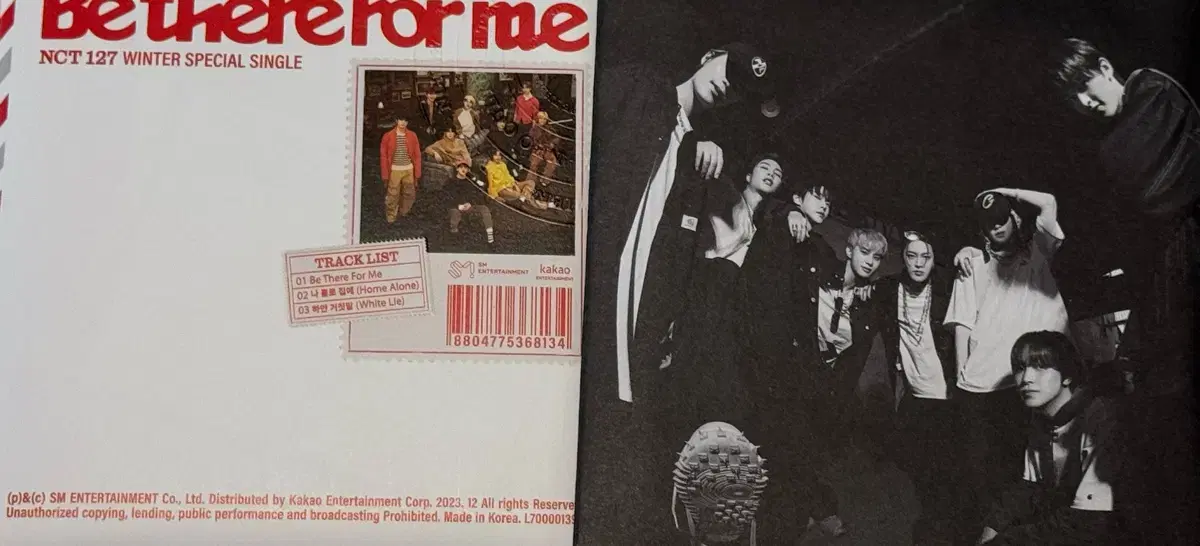 Be there For me
NCT 127 WINTER SPECIAL SINGLE
TRACK LIST
01 Be There For Me
02 나 홀로 집에 (Home Alone)
03 하얀 거짓말 (White Lie)
SM
ENTERTAINMENT
kakao
ENTERTAINMENT
8804775368134
(p)&(c) SM ENTERTAINMENT Co., Ltd. Distributed by Kakao Entertainment Corp. 2023. 12 All rights Reserve
Unauthorized copying, lending, public performance and broadcasting Prohibited. Made in Korea. L70000139